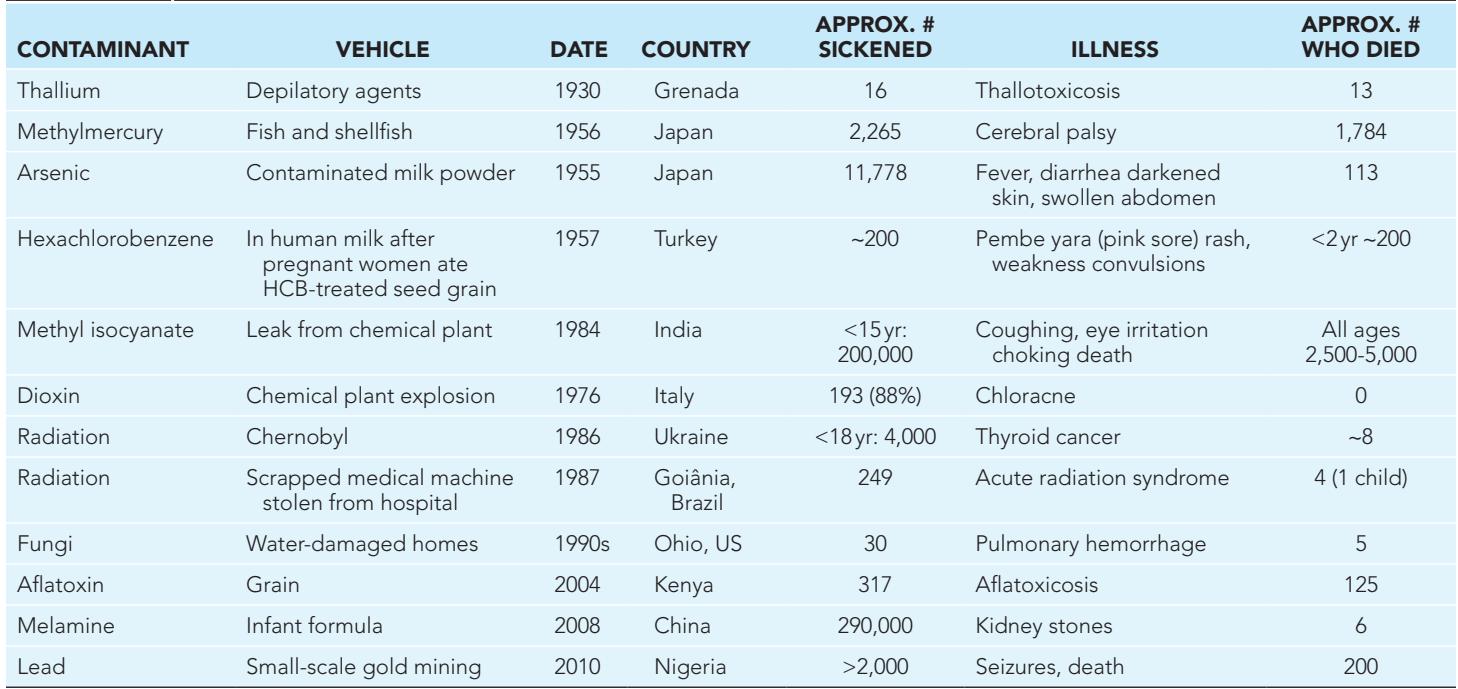 CONTAMINANT VEHICLE DATE COUNTRY APPROX. # SICKENED ILLNESS APPROX. # WHO DIED
Thallium Depilatory agents 1930 Grenada 16 Thallotoxicosis 13
Methylmercury Fish and shellfish 1956 Japan 2,265 Cerebral palsy 1,784
Arsenic Contaminated milk powder 1955 Japan 11,778 Fever, diarrhea darkened 113
skin, swollen abdomen
Hexachlorobenzene In human milk after 1957 Turkey ~200 Pembe yara (pink sore) rash, <2 yr ~200
pregnant women ate weakness convulsions
HCB-treated seed grain
Methyl isocyanate Leak from chemical plant 1984 India <15 yr: Coughing, eye irritation All ages
200,000 choking death 2,500-5,000
Dioxin Chemical plant explosion 1976 Italy 193 (88%) Chloracne 0
Radiation Chernobyl 1986 Ukraine <18 yr: 4,000 Thyroid cancer ~8
Radiation Scrapped medical machine 1987 Goiânia, 249 Acute radiation syndrome 4 (1 child)
stolen from hospital Brazil
Fungi Water-damaged homes 1990s Ohio, US 30 Pulmonary hemorrhage 5
Aflatoxin Grain 2004 Kenya 317 Aflatoxicosis 125
Melamine Infant formula 2008 China 290,000 Kidney stones 6
Lead Small-scale gold mining 2010 Nigeria >2,000 Seizures, death 200